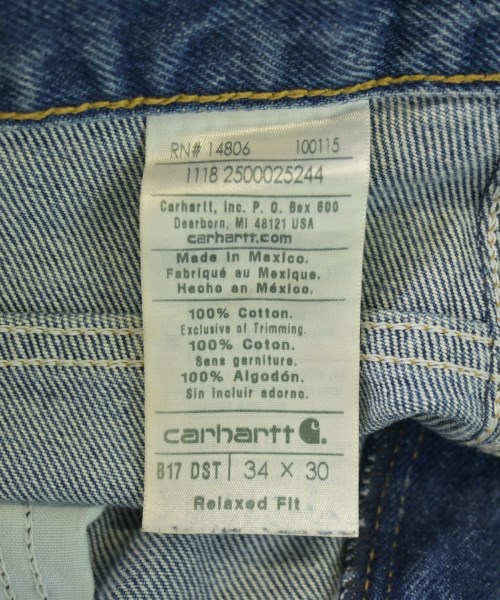 RN# 14806 100115
1118 2500025244
Carhartt, Inc. P. O. Box 600
Dearborn, MI 48121 USA
carhartt.com
Made in Mexico.
Fabriqué au Mexique.
Hecho en México.
100% Cotton.
Exclusive of Trimming.
100% Coton.
Sans garniture.
100% Algodón.
Sin incluir adorno.
carhartt
B17 DST 34 X 30
Relaxed Fit